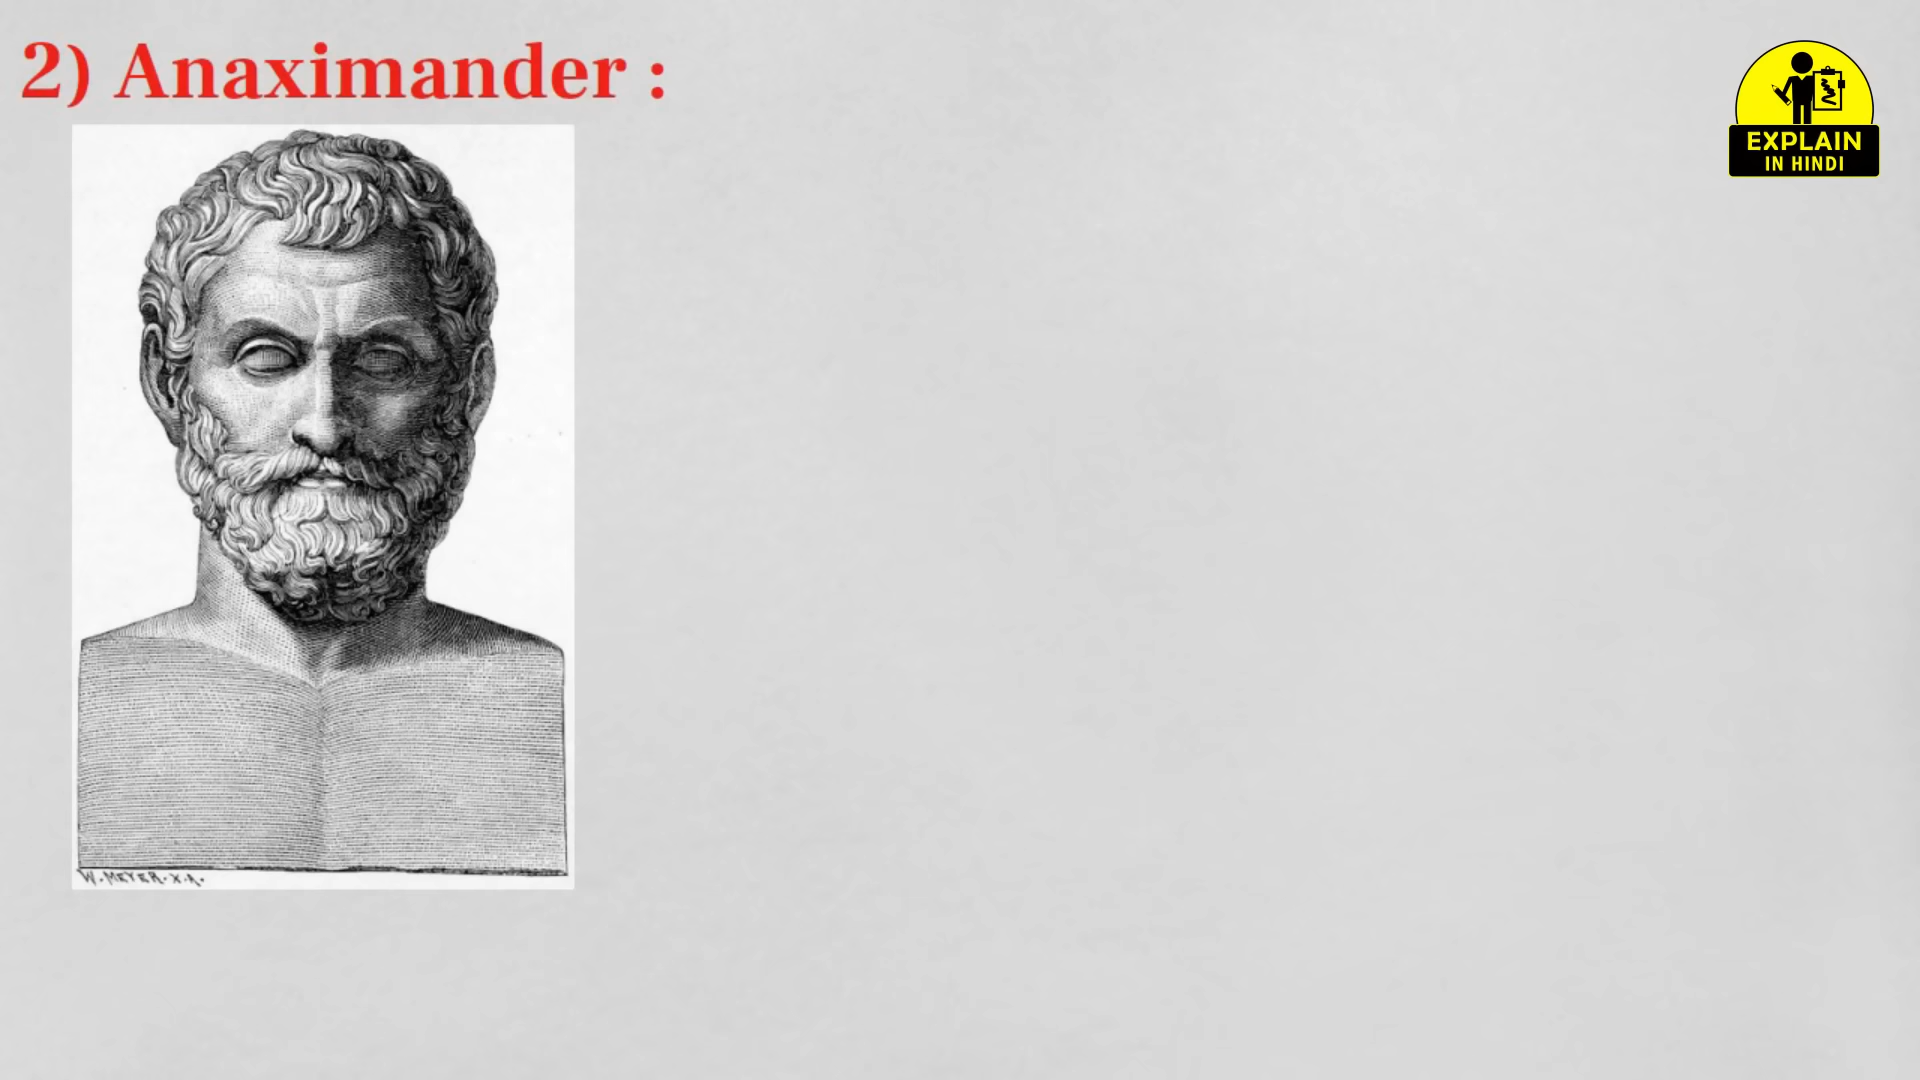 2) Anaximander :
EXPLAIN
IN HINDI
W. MEYER. X. A.